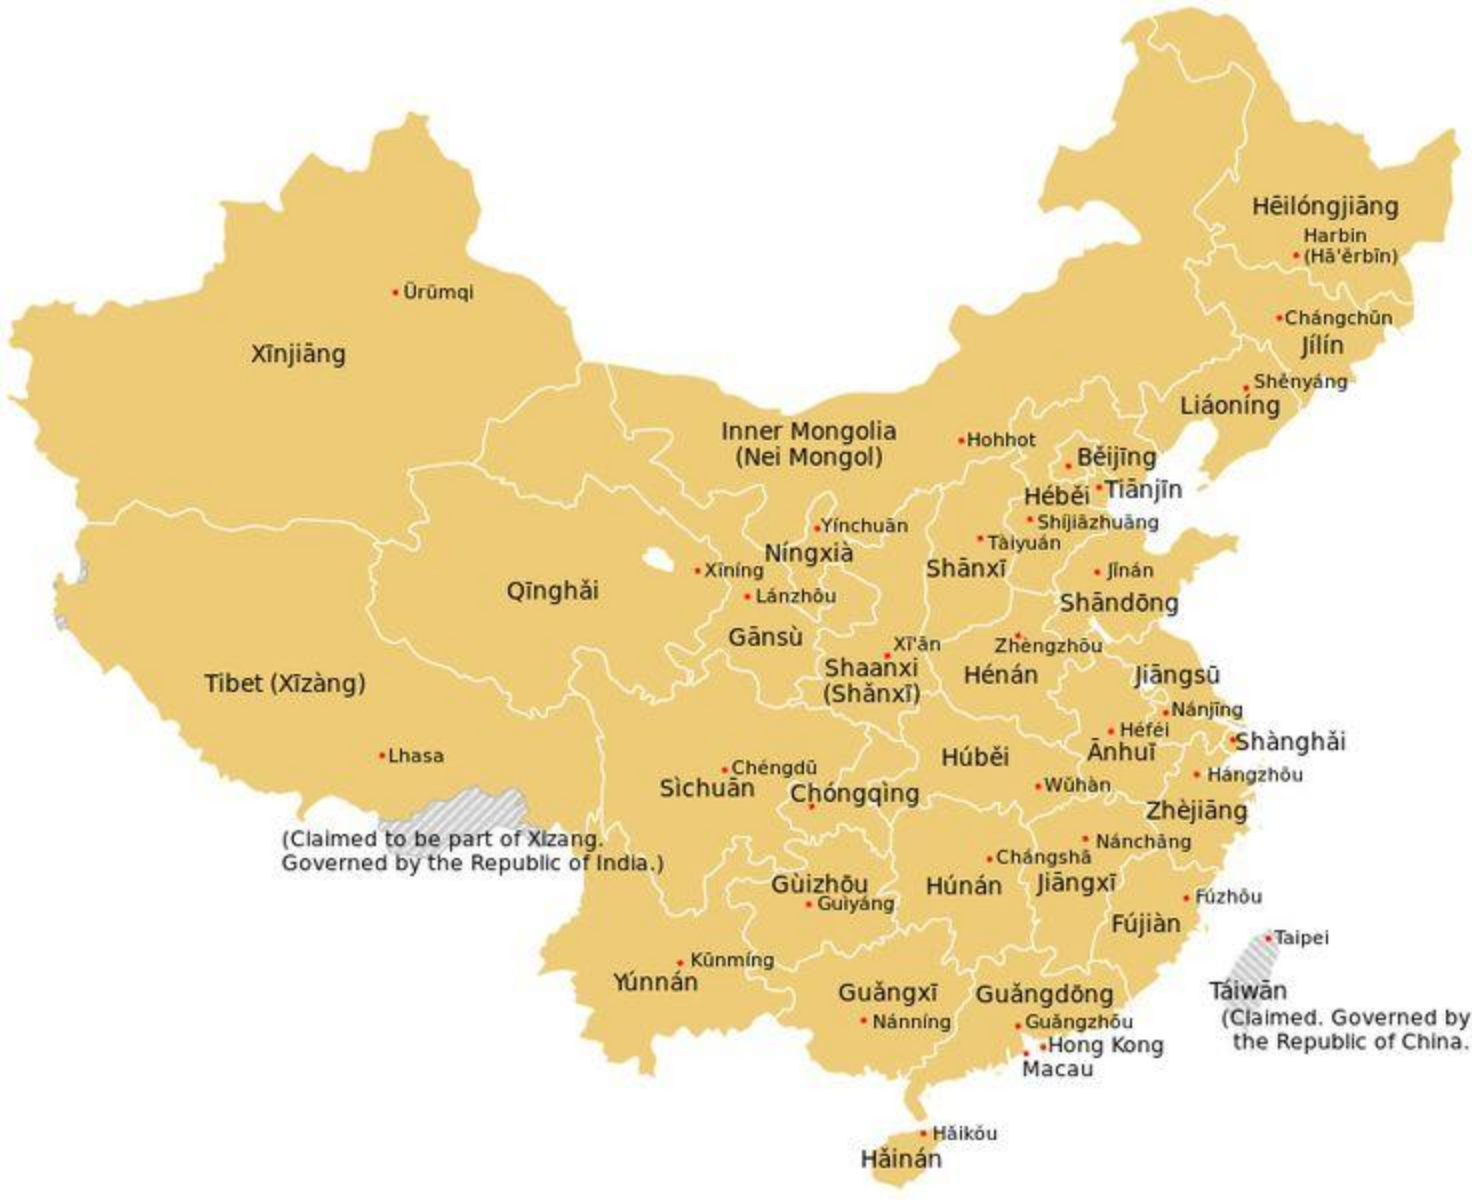 Hēilóngjiāng
Harbin
(Hā'ěrbīn)
Ürümqi
Chángchūn
Jílín
Xīnjiāng
Shěnyáng
Liáoníng
Inner Mongolia
(Nei Mongol)
Hohhot
Běijīng
Tiānjīn
Héběi
Shíjiāzhuāng
Yínchuān
Tàiyuán
Níngxià
Shānxī
Xīníng
Jǐnán
Qīnghǎi
Lánzhōu
Shāndōng
Gānsù
Xī'ān
Zhèngzhōu
Shaanxi
(Shǎnxī)
Hénán
Jiāngsū
Tibet (Xīzàng)
Nánjīng
Héféi
Shànghǎi
Ānhuī
Lhasa
Húběi
Chéngdū
Hángzhōu
Sìchuān
Chóngqìng
Wǔhàn
Zhèjiāng
(Claimed to be part of Xizang.
Governed by the Republic of India.)
Nánchāng
Chángshā
Gùizhōu
Húnán
Jiāngxī
Guìyáng
Fúzhōu
Fújiàn
Taipei
Kūnmíng
Yúnnán
Guǎngxī
Guǎngdōng
Táiwān
Nánníng
Guǎngzhōu
(Claimed. Governed by
the Republic of China.
Hong Kong
Macau
Hǎikǒu
Hǎinán